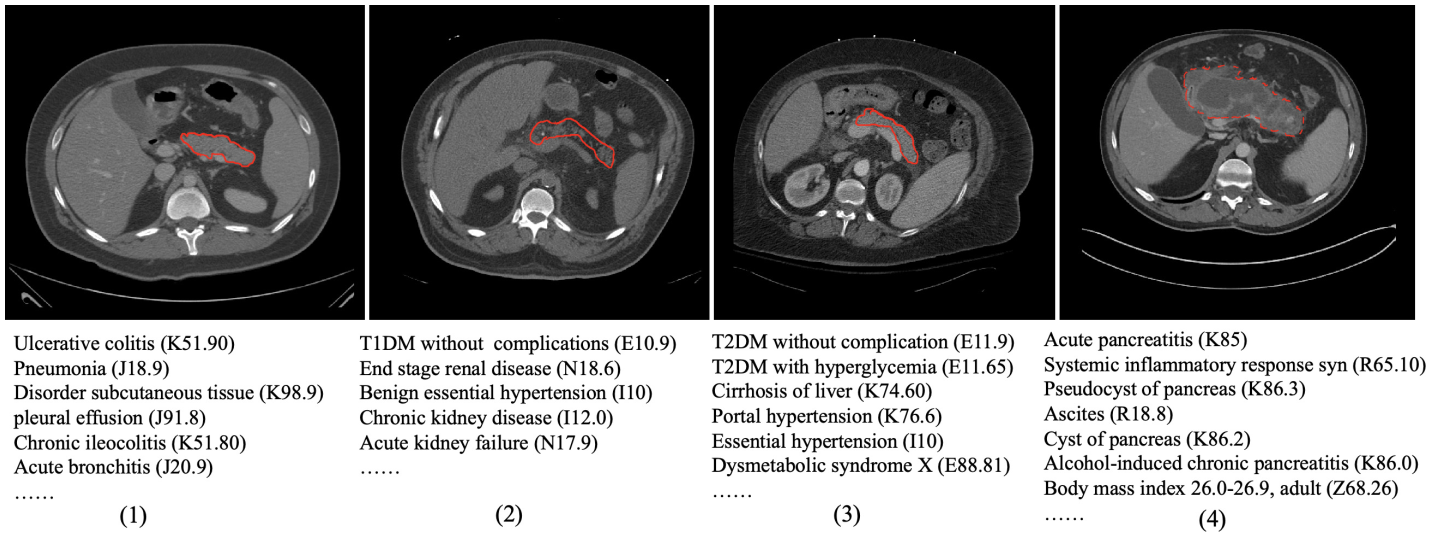 Ulcerative colitis (K51.90)
Pneumonia (J18.9)
Disorder subcutaneous tissue (K98.9)
pleural effusion (J91.8)
Chronic ileocolitis (K51.80)
Acute bronchitis (J20.9)
......
(1)
T1DM without complications (E10.9)
End stage renal disease (N18.6)
Benign essential hypertension (I10)
Chronic kidney disease (I12.0)
Acute kidney failure (N17.9)
......
(2)
T2DM without complication (E11.9)
T2DM with hyperglycemia (E11.65)
Cirrhosis of liver (K74.60)
Portal hypertension (K76.6)
Essential hypertension (I10)
Dysmetabolic syndrome X (E88.81)
......
(3)
Acute pancreatitis (K85)
Systemic inflammatory response syn (R65.10)
Pseudocyst of pancreas (K86.3)
Ascites (R18.8)
Cyst of pancreas (K86.2)
Alcohol-induced chronic pancreatitis (K86.0)
Body mass index 26.0-26.9, adult (Z68.26)
......
(4)